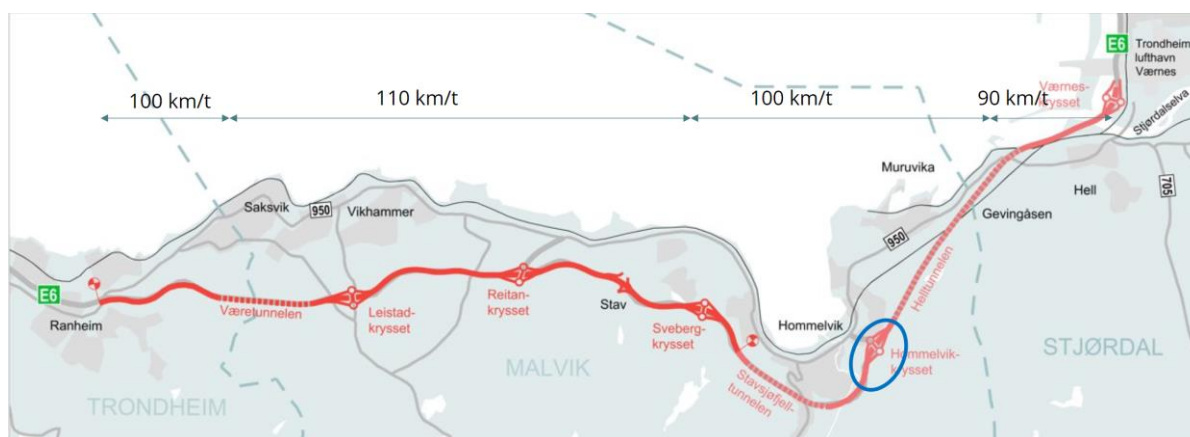 100 km/t
110 km/t
100 km/t
90 km/t
E6
Trondheim
lufthavn
Værnes
Værnes-
krysset
Stjørdalselva
Muruvika
Hell
705
Gevingåsen
950
Helltunnelen
Saksvik
950
Vikhammer
E6
Ranheim
Væretunnelen
Leistad-
krysset
Reitan-
krysset
Stav
Sveberg-
krysset
Hommelvik
Hommelvik-
krysset
Stavsjøfjell-
tunnelen
TRONDHEIM
MALVIK
STJØRDAL